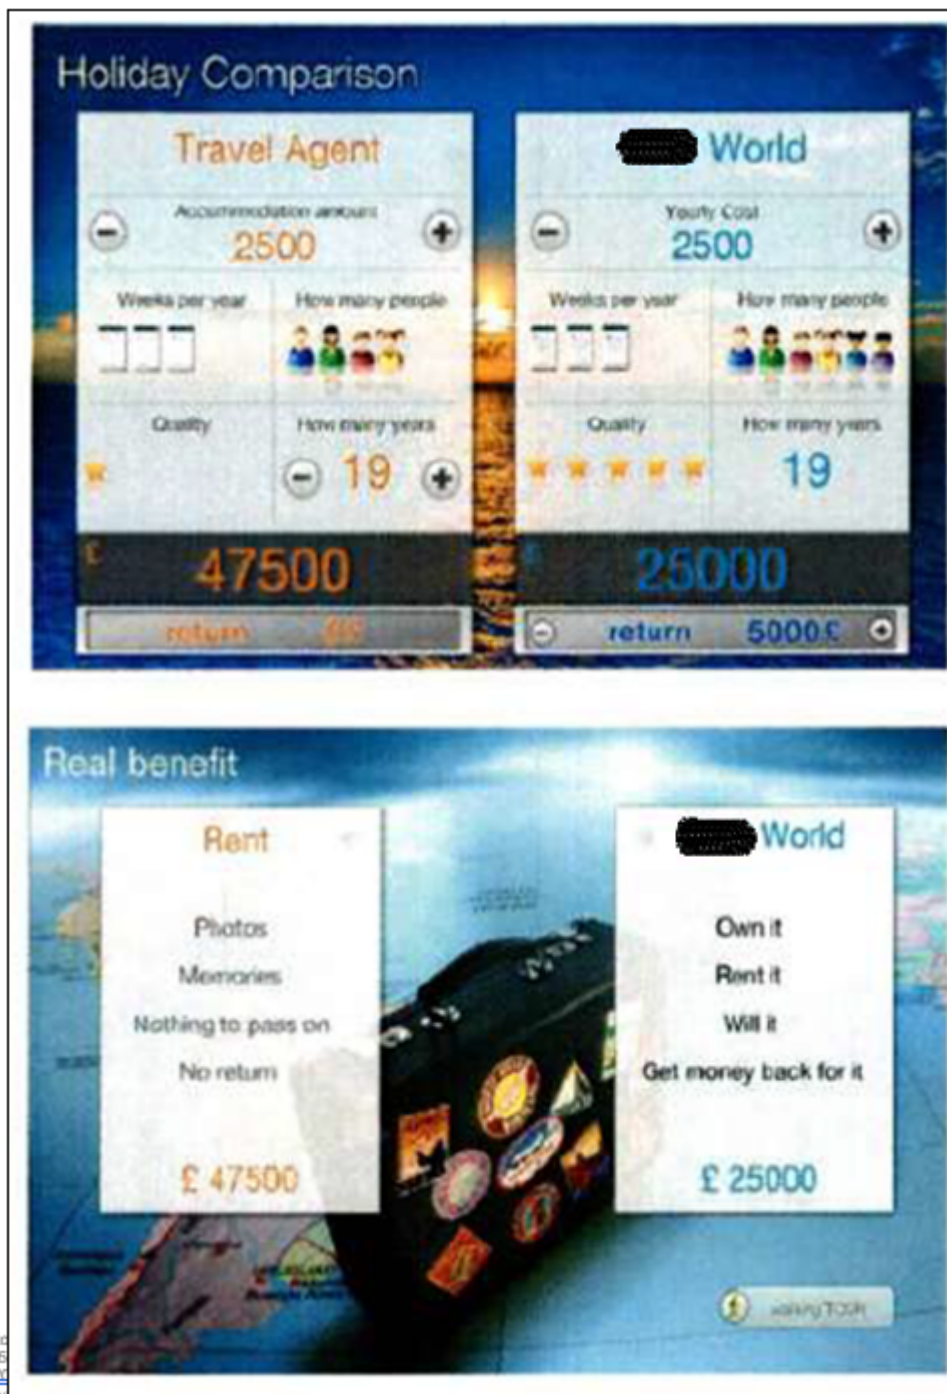 Holiday Comparison
Travel Agent
Accommodation amount
2500
Weeks per year
How many people
Quality
How many years
19
£
47500
return
World
Yearly Cost
2500
Weeks per year
How many people
Quality
How many years
19
£
25000
return 5000£
Real benefit
Rent
Photos
Memories
Nothing to pass on
No return
£ 47500
World
Own it
Rent it
Will it
Get money back for it
£ 25000
TOUR